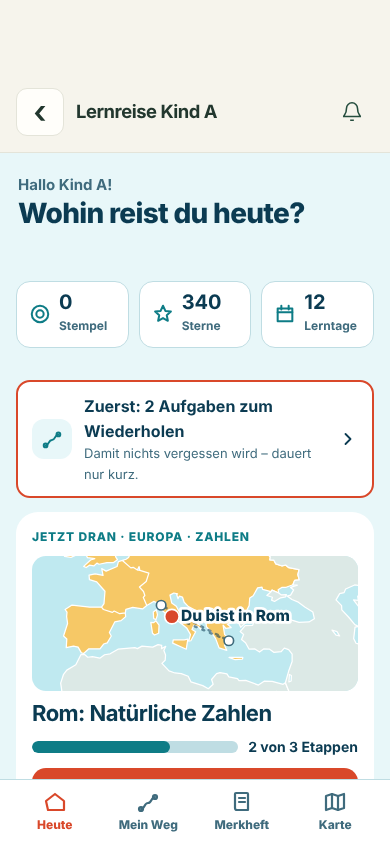 Lernreise Kind A
Hallo Kind A!
Wohin reist du heute?
0
Stempel
340
Sterne
12
Lerntage
Zuerst: 2 Aufgaben zum
Wiederholen
Damit nichts vergessen wird – dauert
nur kurz.
JETZT DRAN · EUROPA · ZAHLEN
Du bist in Rom
Rom: Natürliche Zahlen
2 von 3 Etappen
Heute
Mein Weg
Merkheft
Karte